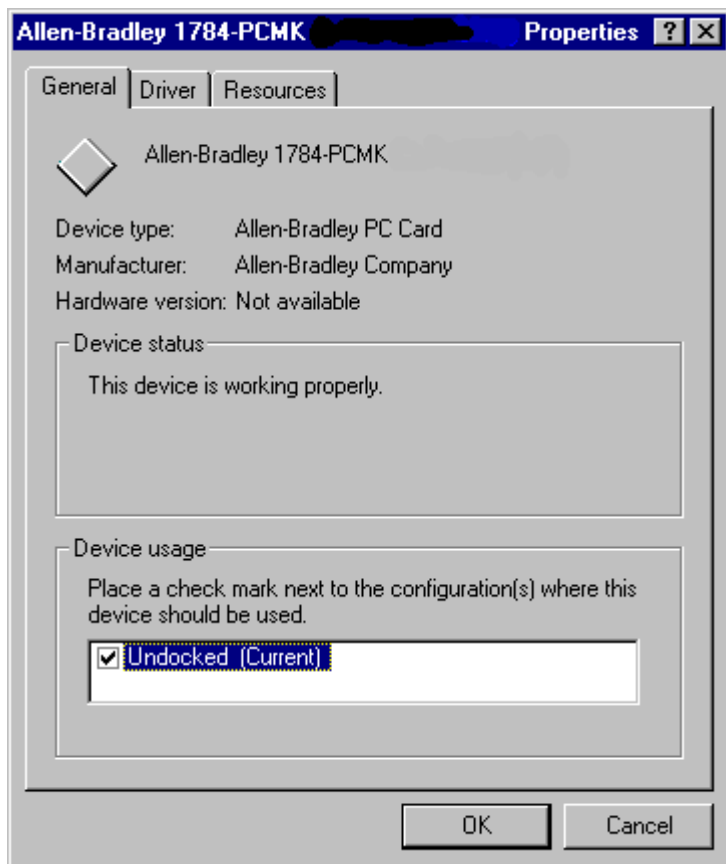 Allen-Bradley 1784-PCMK Properties ? X
General Driver Resources
Allen-Bradley 1784-PCMK
Device type: Allen-Bradley PC Card
Manufacturer: Allen-Bradley Company
Hardware version: Not available
Device status
This device is working properly.
Device usage
Place a check mark next to the configuration(s) where this
device should be used.
Undocked (Current)
OK Cancel